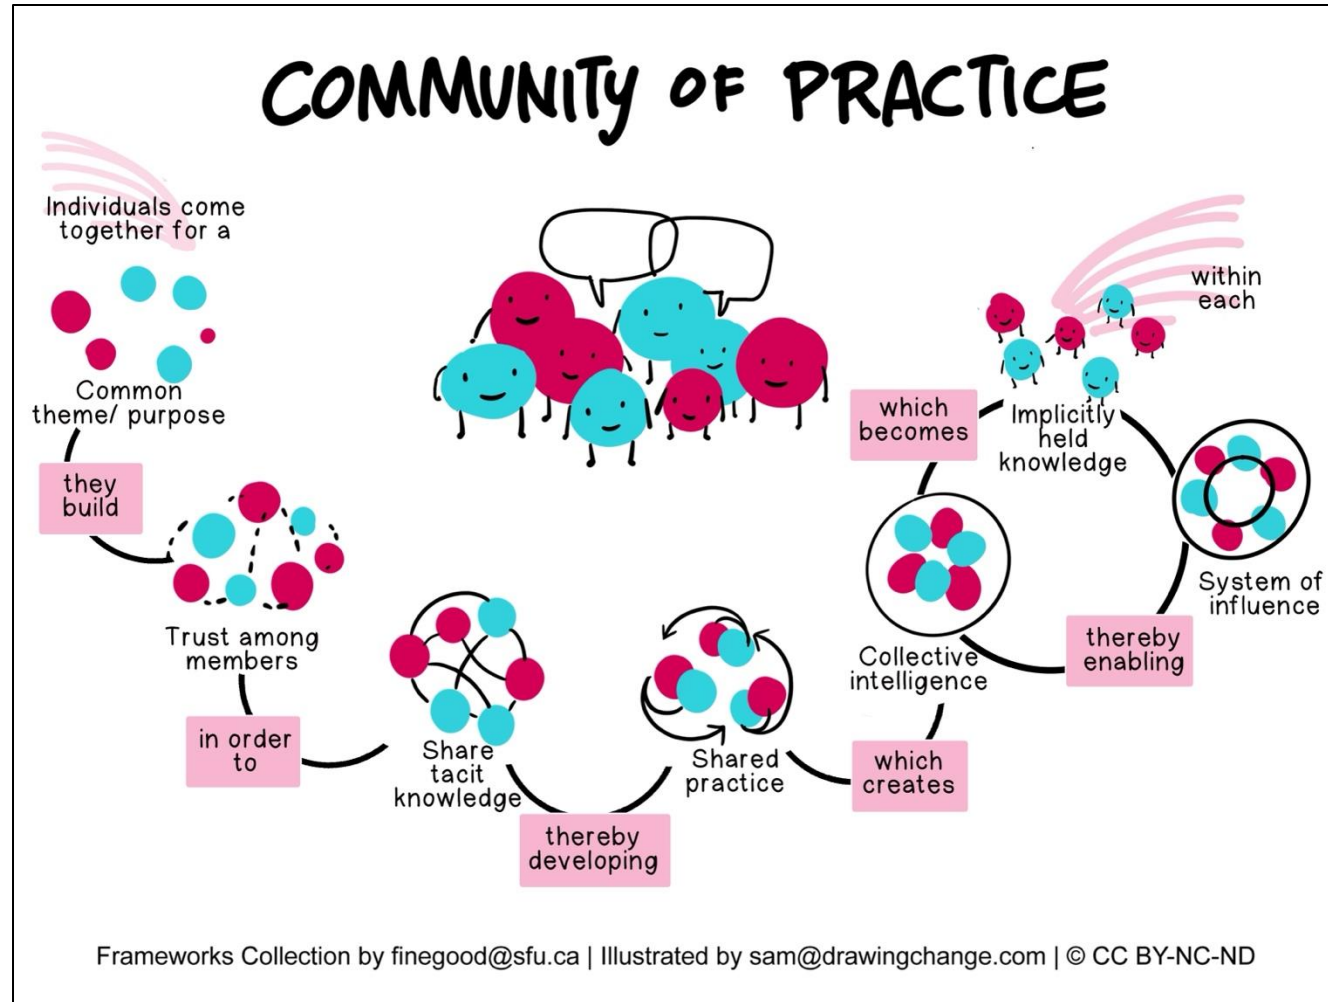 COMMUNITY OF PRACTICE
Individuals come
together for a
Common
theme/ purpose
they
build
Trust among
members
in order
to
Share
tacit
knowledge
thereby
developing
Shared
practice
which
creates
Collective
intelligence
which
becomes
Implicitly
held
knowledge
within
each
thereby
enabling
System of
influence
Frameworks Collection by finegood@sfu.ca | Illustrated by sam@drawingchange.com | © CC BY-NC-ND